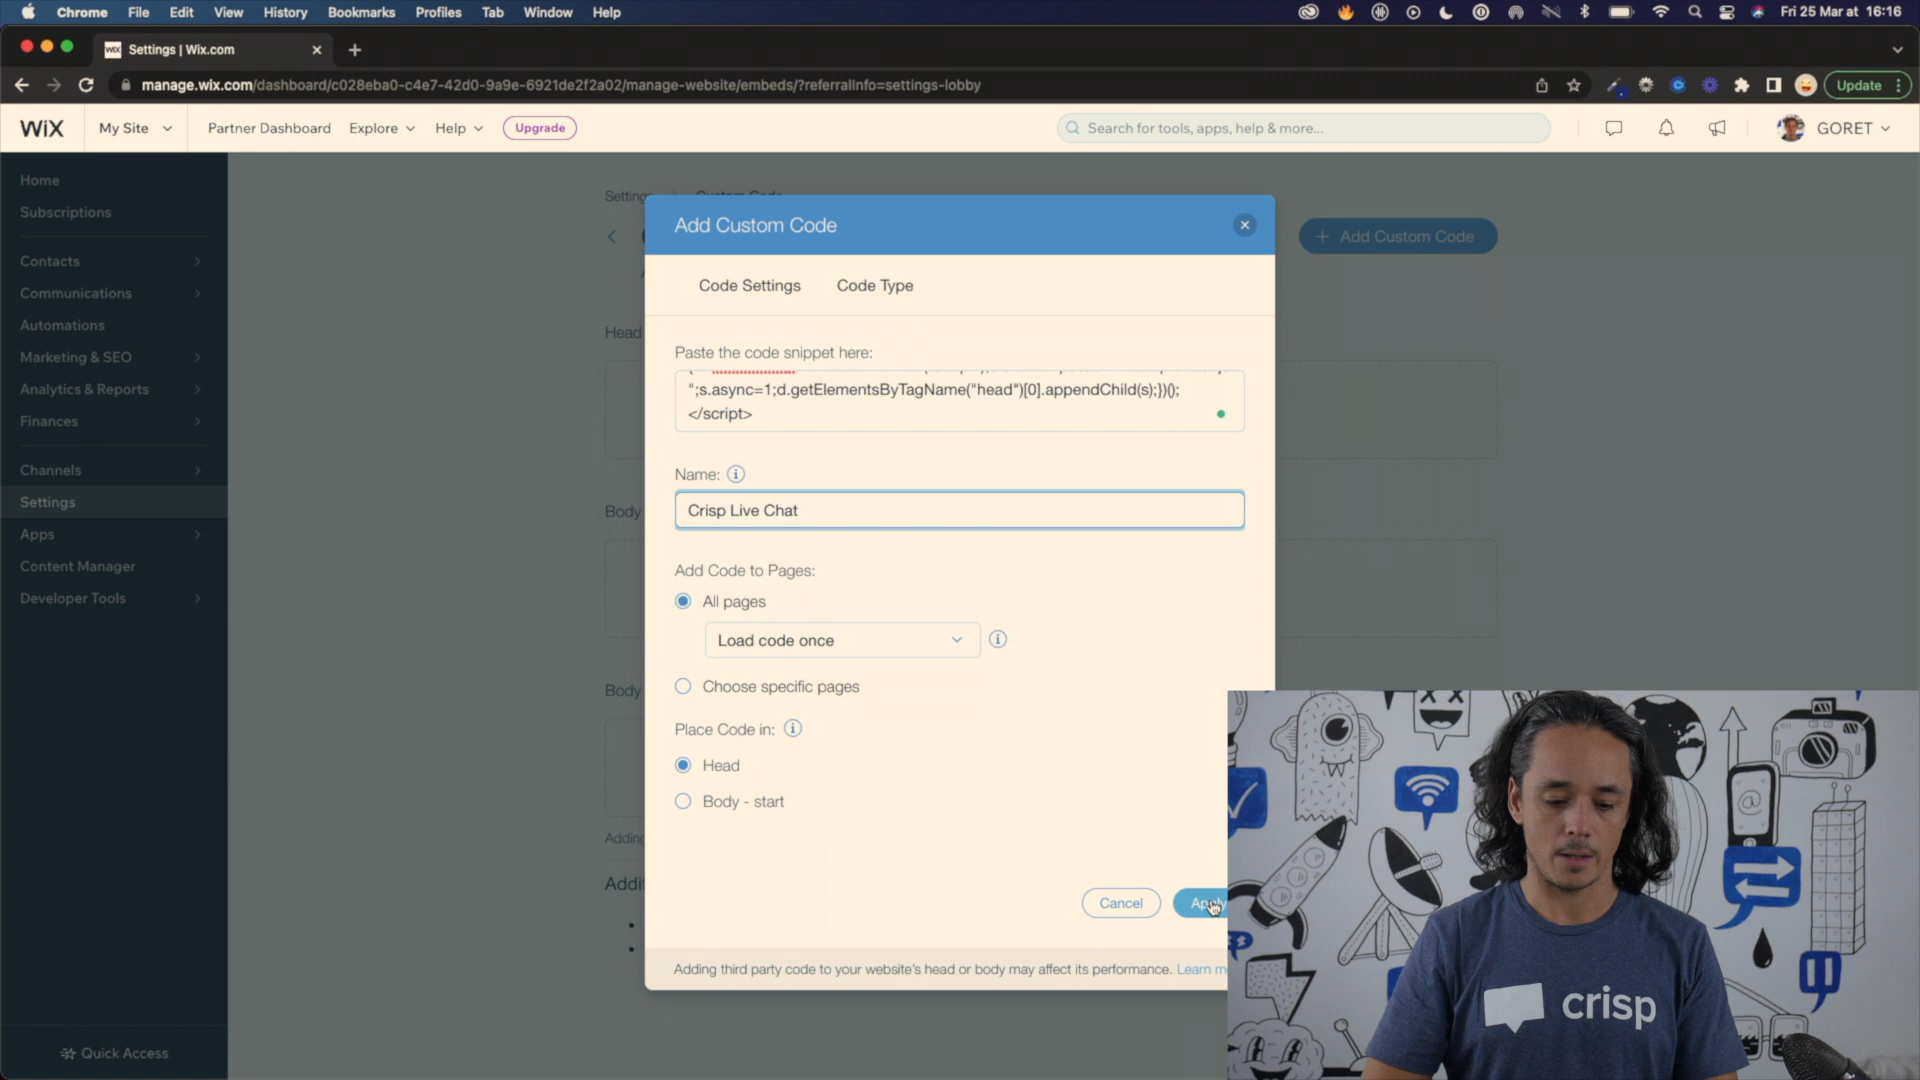 Chrome File Edit View History Bookmarks Profiles Tab Window Help
Fri 25 Mar at 16:16
WiX Settings | Wix.com
manage.wix.com/dashboard/c028eba0-c4e7-42d0-9a9e-6921de2f2a02/manage-website/embeds/?referralInfo=settings-lobby
Update
WiX My Site Partner Dashboard Explore Help Upgrade
Search for tools, apps, help & more...
GORET
Home
Subscriptions
Contacts
Communications
Automations
Marketing & SEO
Analytics & Reports
Finances
Channels
Settings
Apps
Content Manager
Developer Tools
Quick Access
Custom Code
+ Add Custom Code
Head
Body
Body
Adding
Add Custom Code
Code Settings Code Type
Paste the code snippet here:
";s.async=1;d.getElementsByTagName("head")[0].appendChild(s);})();
</script>
Name:
Crisp Live Chat
Add Code to Pages:
All pages
Load code once
Choose specific pages
Place Code in:
Head
Body - start
Cancel
Apply
Adding third party code to your website's head or body may affect its performance. Learn m
crisp